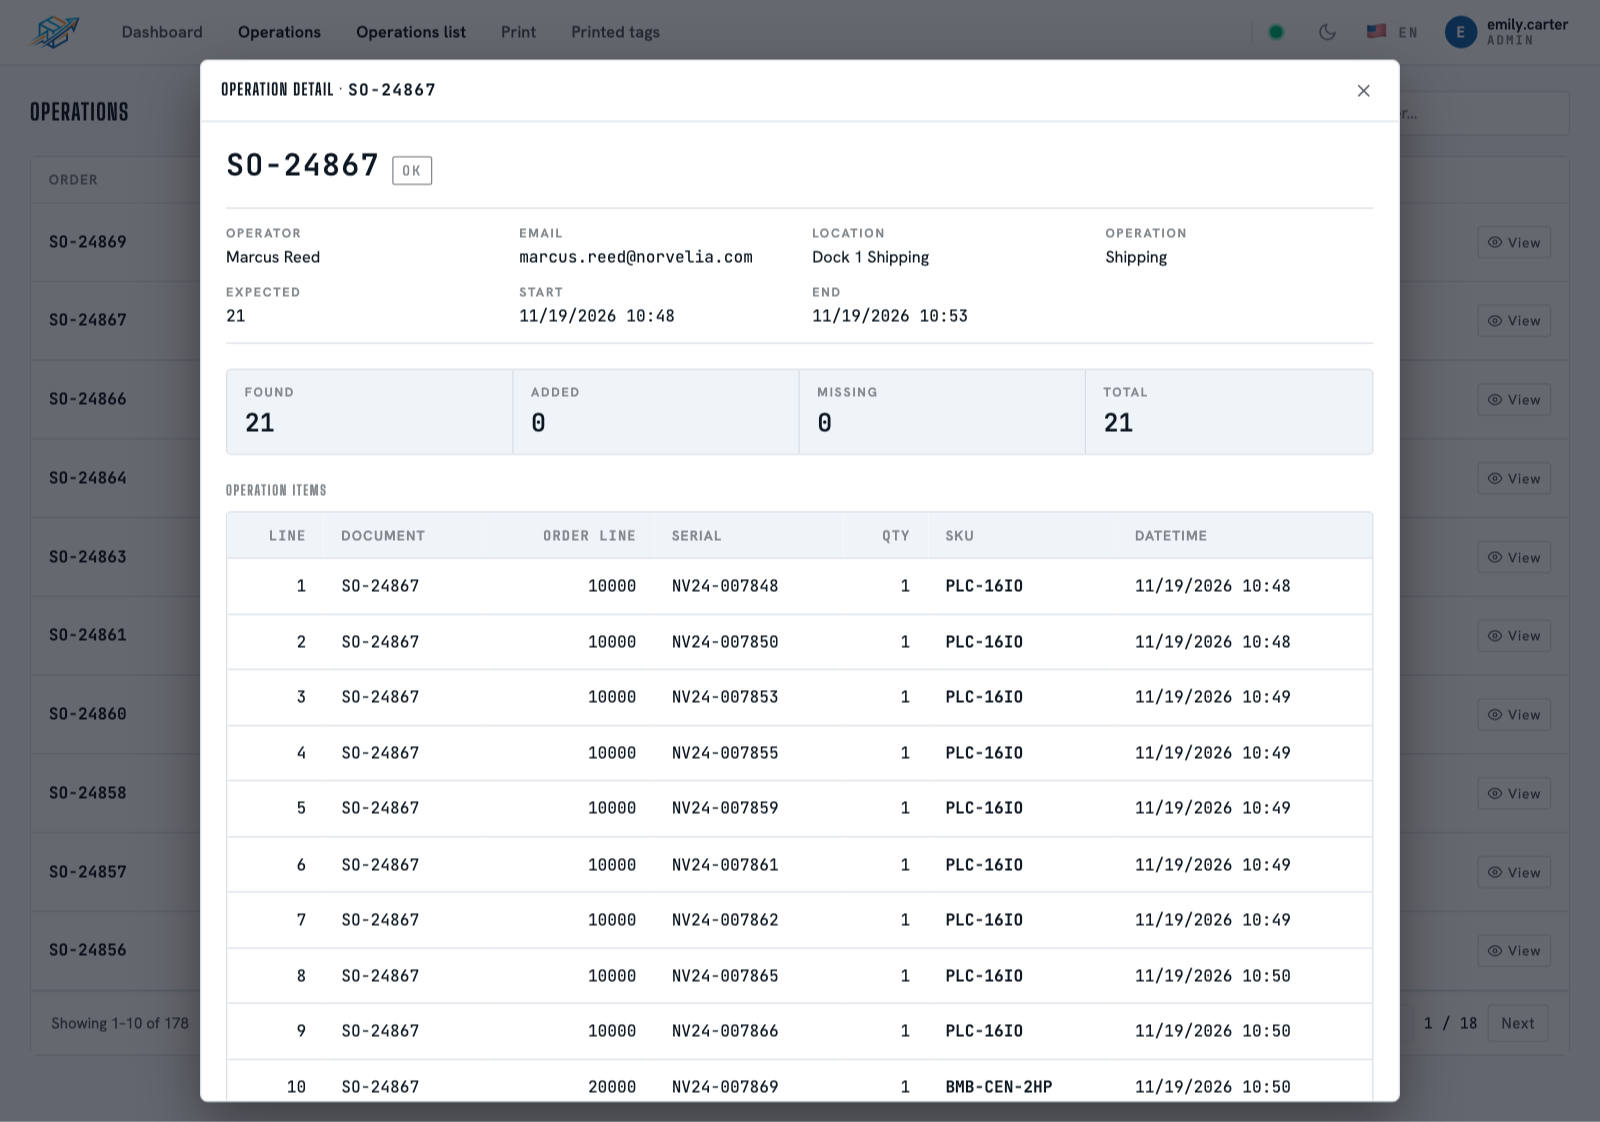 Dashboard Operations Operations list Print Printed tags EN E emily.carter
ADMIN
OPERATIONS
r...
ORDER
SO-24869 View
SO-24867 View
SO-24866 View
SO-24864 View
SO-24863 View
SO-24861 View
SO-24860 View
SO-24858 View
SO-24857 View
SO-24856 View
Showing 1-10 of 178 1 / 18 Next
OPERATION DETAIL · SO-24867
SO-24867 OK
OPERATOR EMAIL LOCATION OPERATION
Marcus Reed marcus.reed@norvelia.com Dock 1 Shipping Shipping
EXPECTED START END
21 11/19/2026 10:48 11/19/2026 10:53
FOUND ADDED MISSING TOTAL
21 0 0 21
OPERATION ITEMS
LINE DOCUMENT ORDER LINE SERIAL QTY SKU DATETIME
1 SO-24867 10000 NV24-007848 1 PLC-16IO 11/19/2026 10:48
2 SO-24867 10000 NV24-007850 1 PLC-16IO 11/19/2026 10:48
3 SO-24867 10000 NV24-007853 1 PLC-16IO 11/19/2026 10:49
4 SO-24867 10000 NV24-007855 1 PLC-16IO 11/19/2026 10:49
5 SO-24867 10000 NV24-007859 1 PLC-16IO 11/19/2026 10:49
6 SO-24867 10000 NV24-007861 1 PLC-16IO 11/19/2026 10:49
7 SO-24867 10000 NV24-007862 1 PLC-16IO 11/19/2026 10:49
8 SO-24867 10000 NV24-007865 1 PLC-16IO 11/19/2026 10:50
9 SO-24867 10000 NV24-007866 1 PLC-16IO 11/19/2026 10:50
10 SO-24867 20000 NV24-007869 1 BMB-CEN-2HP 11/19/2026 10:50